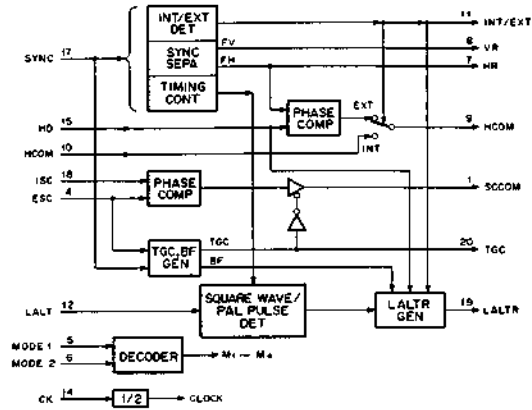 INT/EXT DET
11 INT/EXT
SYNC 17
SYNC SEPA
FV 8 VR
FH 7 HR
TIMING CONT
HD 15
PHASE COMP
EXT
9 HCOM
HCOM 10
INT
ISC 18
ESC 4
PHASE COMP
1 SCCOM
TGC, BF GEN
TGC
20 TGC
BF
LALT 12
SQUARE WAVE/ PAL PULSE DET
LALTR GEN
19 LALTR
MODE 1 5
MODE 2 6
DECODER
CK 14
1/2
CLOCK